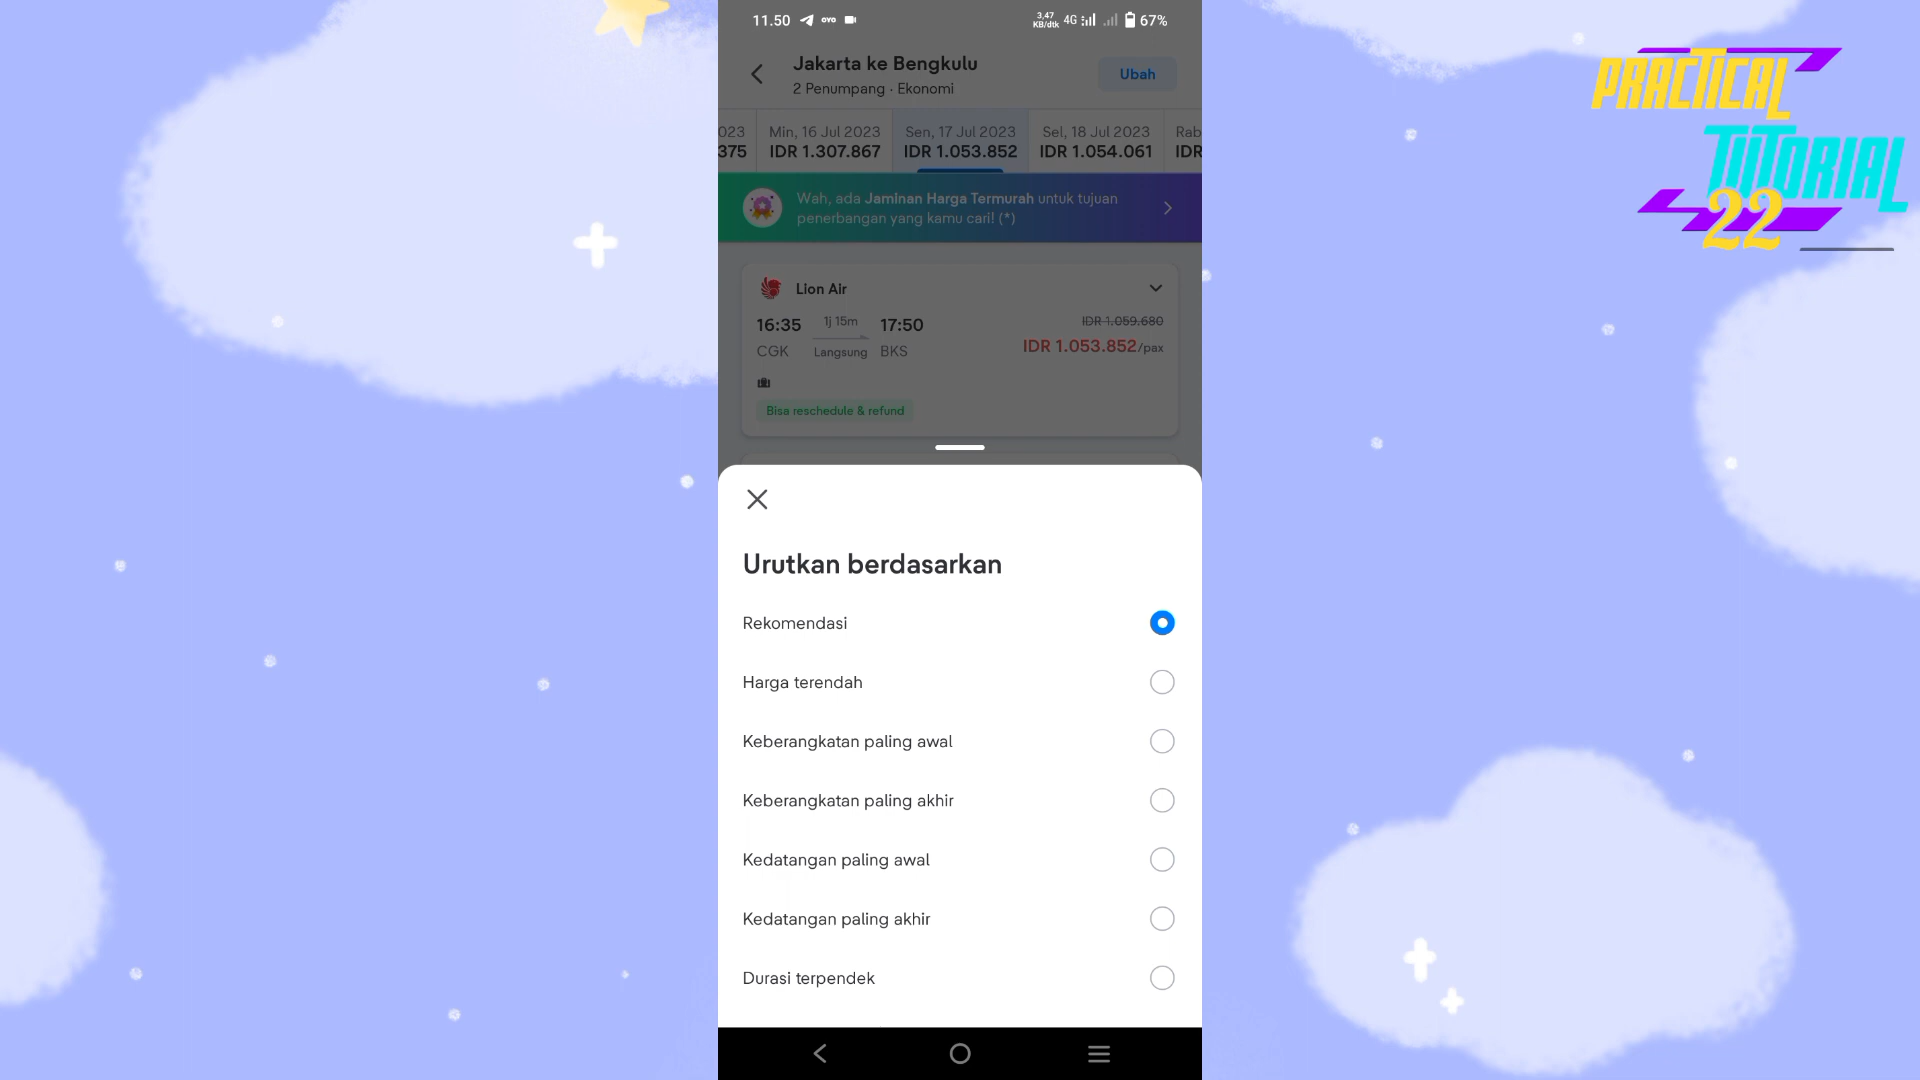 11.50 ovo 3,47 KB/dtk 4G 67%
Jakarta ke Bengkulu
2 Penumpang · Ekonomi
Ubah
023 Min, 16 Jul 2023 Sen, 17 Jul 2023 Sel, 18 Jul 2023 Rab
375 IDR 1.307.867 IDR 1.053.852 IDR 1.054.061 IDR
Wah, ada Jaminan Harga Termurah untuk tujuan
penerbangan yang kamu cari! (*)
Lion Air
16:35 1j 15m 17:50 IDR 1.059.680
CGK Langsung BKS IDR 1.053.852/pax
Bisa reschedule & refund
Urutkan berdasarkan
Rekomendasi
Harga terendah
Keberangkatan paling awal
Keberangkatan paling akhir
Kedatangan paling awal
Kedatangan paling akhir
Durasi terpendek
PRACTICAL
TUTORIAL
22